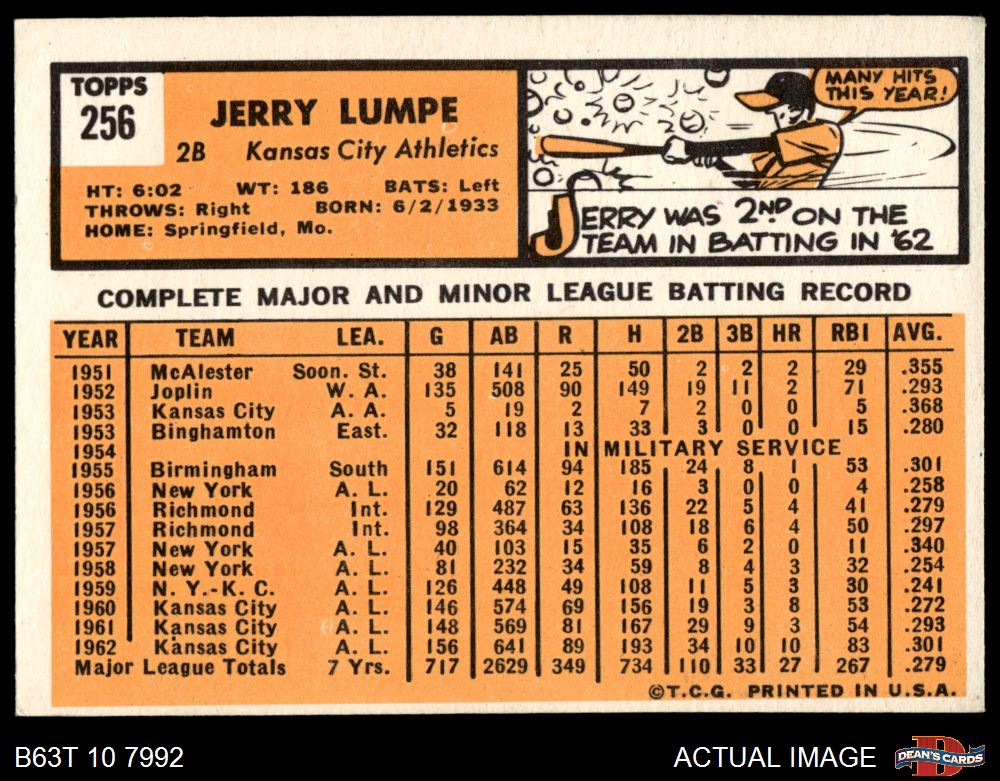 TOPPS
256
JERRY LUMPE
2B Kansas City Athletics
HT: 6:02 WT: 186 BATS: Left
THROWS: Right BORN: 6/2/1933
HOME: Springfield, Mo.
MANY HITS
THIS YEAR!
JERRY WAS 2ND ON THE
TEAM IN BATTING IN '62
COMPLETE MAJOR AND MINOR LEAGUE BATTING RECORD
YEAR TEAM LEA. G AB R H 2B 3B HR RBI AVG.
1951 McAlester Soon. St. 38 141 25 50 2 2 2 29 .355
1952 Joplin W. A. 135 508 90 149 19 11 2 71 .293
1953 Kansas City A. A. 5 19 2 7 2 0 0 5 .368
1953 Binghamton East. 32 118 13 33 3 0 0 15 .280
1954 IN MILITARY SERVICE
1955 Birmingham South 151 614 94 185 24 8 1 53 .301
1956 New York A. L. 20 62 12 16 3 0 0 4 .258
1956 Richmond Int. 129 487 63 136 22 5 4 41 .279
1957 Richmond Int. 98 364 34 108 18 6 4 50 .297
1957 New York A. L. 40 103 15 35 6 2 0 11 .340
1958 New York A. L. 81 232 34 59 8 4 3 32 .254
1959 N. Y.-K. C. A. L. 126 448 49 108 11 5 3 30 .241
1960 Kansas City A. L. 146 574 69 156 19 3 8 53 .272
1961 Kansas City A. L. 148 569 81 167 29 9 3 54 .293
1962 Kansas City A. L. 156 641 89 193 34 10 10 83 .301
Major League Totals 7 Yrs. 717 2629 349 734 110 33 27 267 .279
©T.C.G. PRINTED IN U.S.A.
B63T 10 7992 ACTUAL IMAGE DEAN'S CARDS